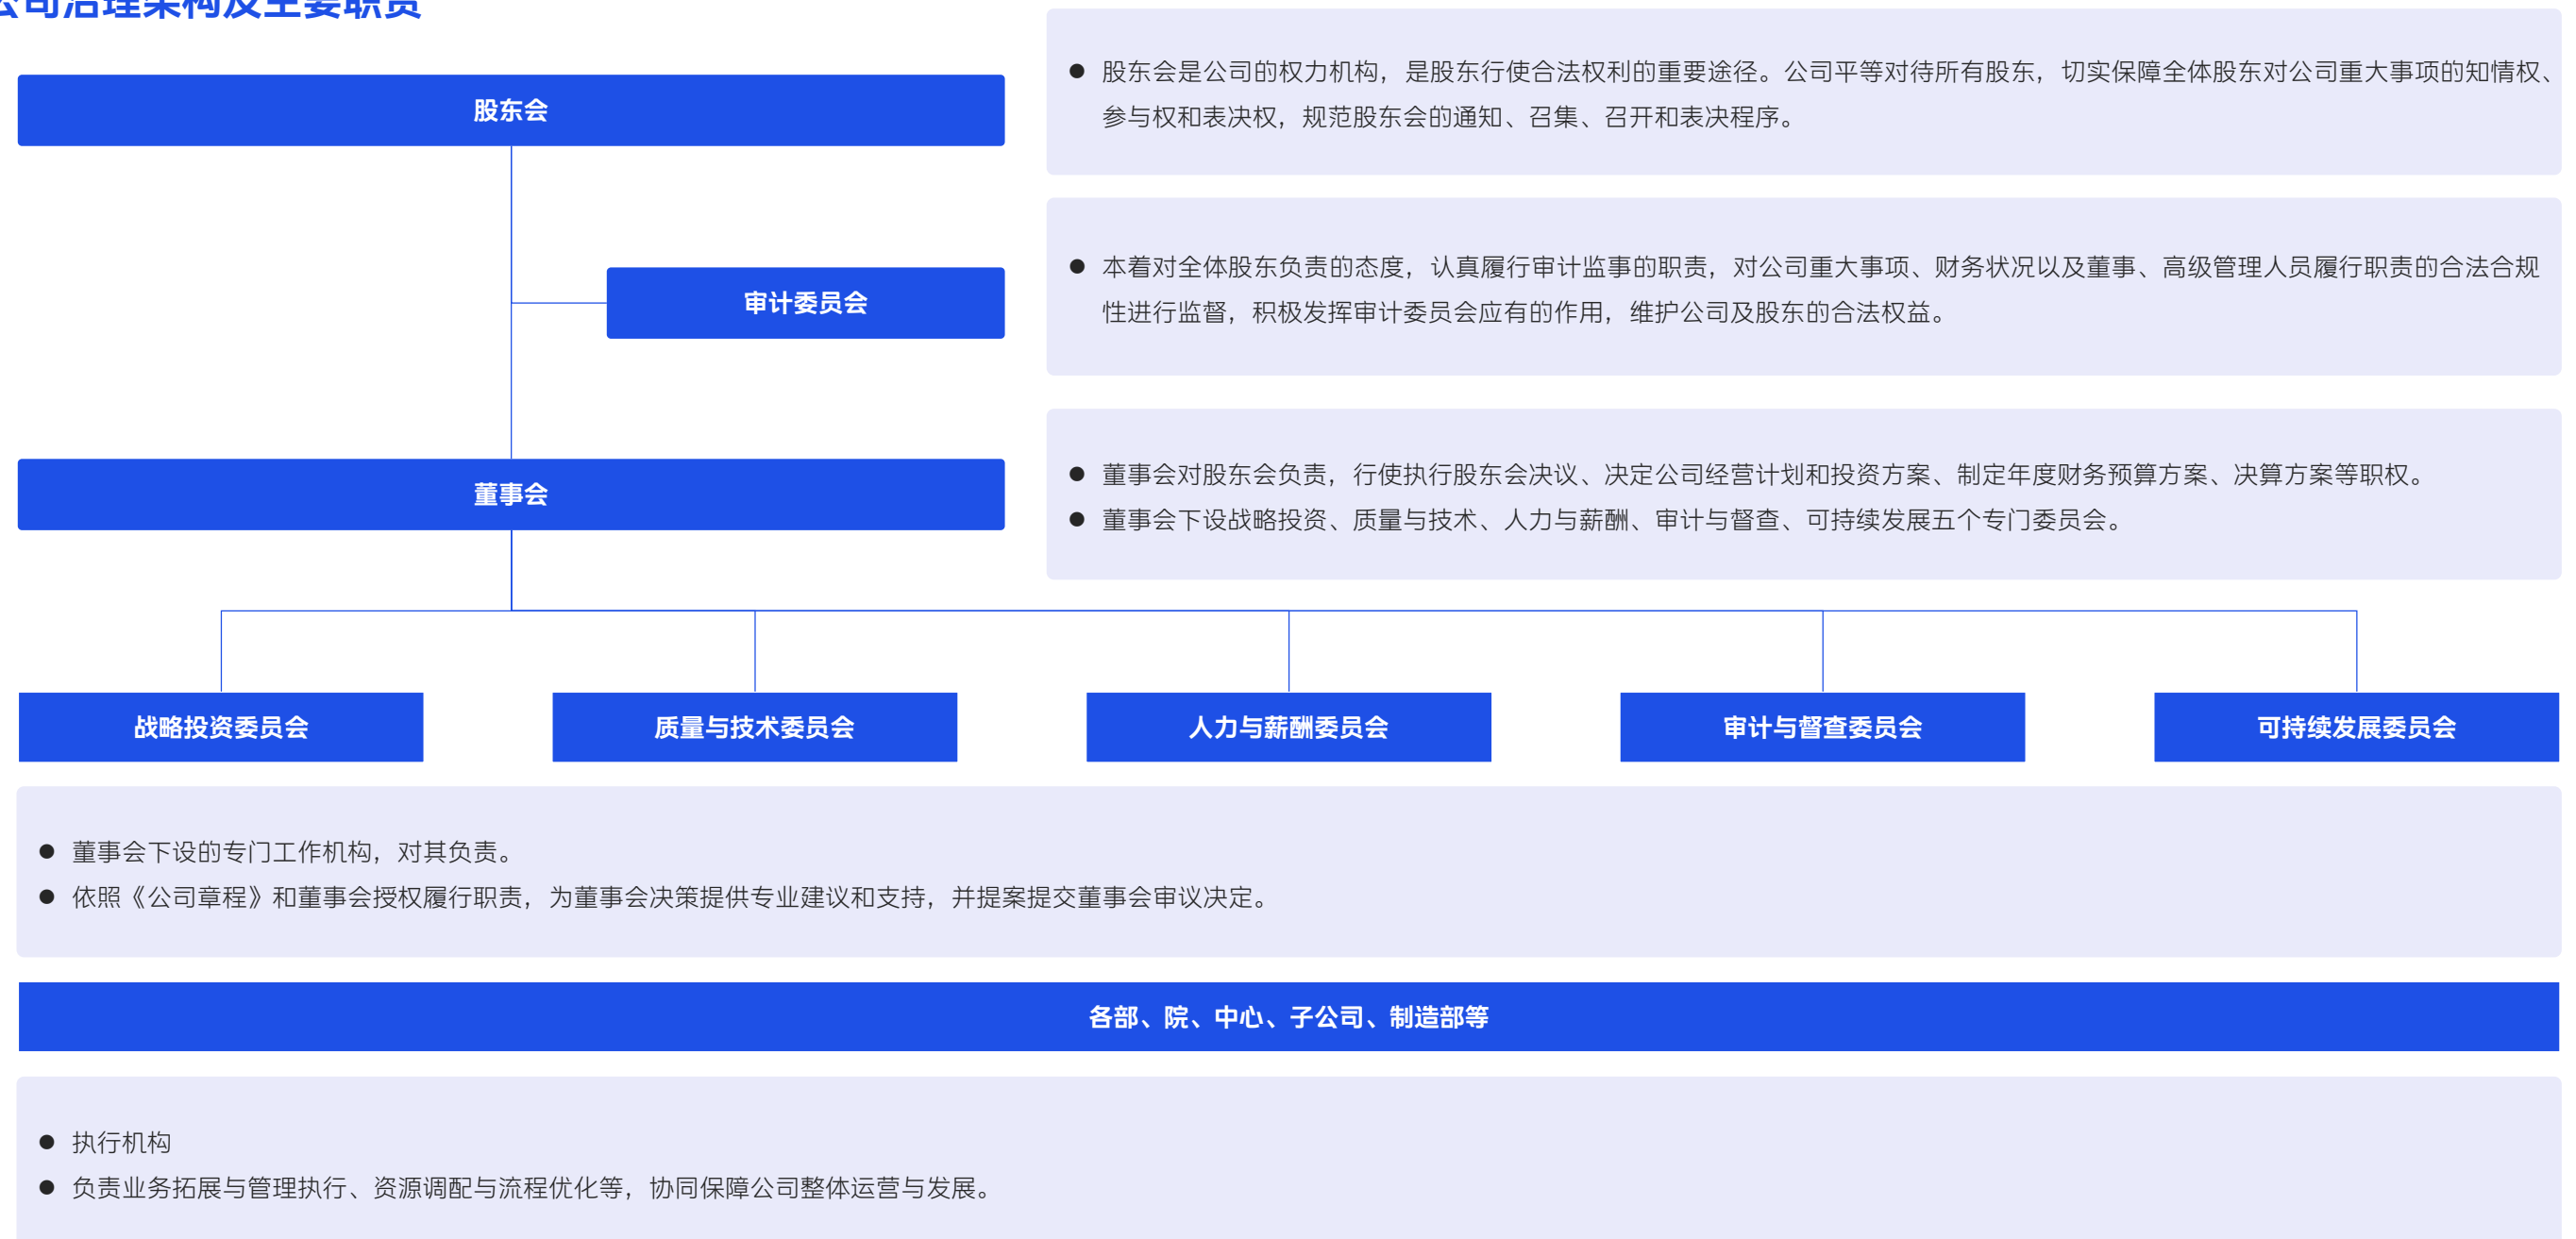 公司治理架构及主要职责
股东会
股东会是公司的权力机构，是股东行使合法权利的重要途径。公司平等对待所有股东，切实保障全体股东对公司重大事项的知情权、
参与权和表决权，规范股东会的通知、召集、召开和表决程序。
审计委员会
本着对全体股东负责的态度，认真履行审计监事的职责，对公司重大事项、财务状况以及董事、高级管理人员履行职责的合法合规
性进行监督，积极发挥审计委员会应有的作用，维护公司及股东的合法权益。
董事会
董事会对股东会负责，行使执行股东会决议、决定公司经营计划和投资方案、制定年度财务预算方案、决算方案等职权。
董事会下设战略投资、质量与技术、人力与薪酬、审计与督查、可持续发展五个专门委员会。
战略投资委员会
质量与技术委员会
人力与薪酬委员会
审计与督查委员会
可持续发展委员会
董事会下设的专门工作机构，对其负责。
依照《公司章程》和董事会授权履行职责，为董事会决策提供专业建议和支持，并提案提交董事会审议决定。
各部、院、中心、子公司、制造部等
执行机构
负责业务拓展与管理执行、资源调配与流程优化等，协同保障公司整体运营与发展。